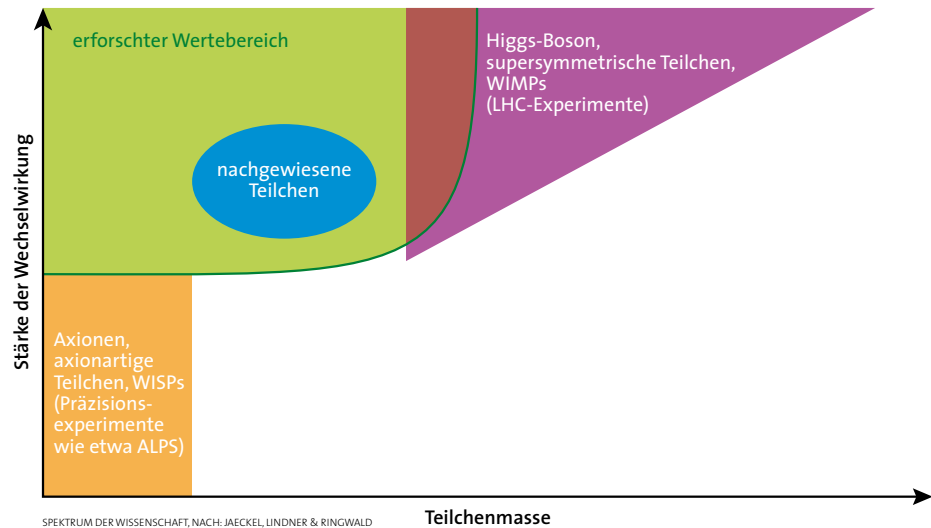 erforschter Wertebereich
Higgs-Boson,
supersymmetrische Teilchen,
WIMPs
(LHC-Experimente)
nachgewiesene
Teilchen
Stärke der Wechselwirkung
Axionen,
axionartige
Teilchen, WISPs
(Präzisions-
experimente
wie etwa ALPS)
Teilchenmasse
SPEKTRUM DER WISSENSCHAFT, NACH: JAECKEL, LINDNER & RINGWALD